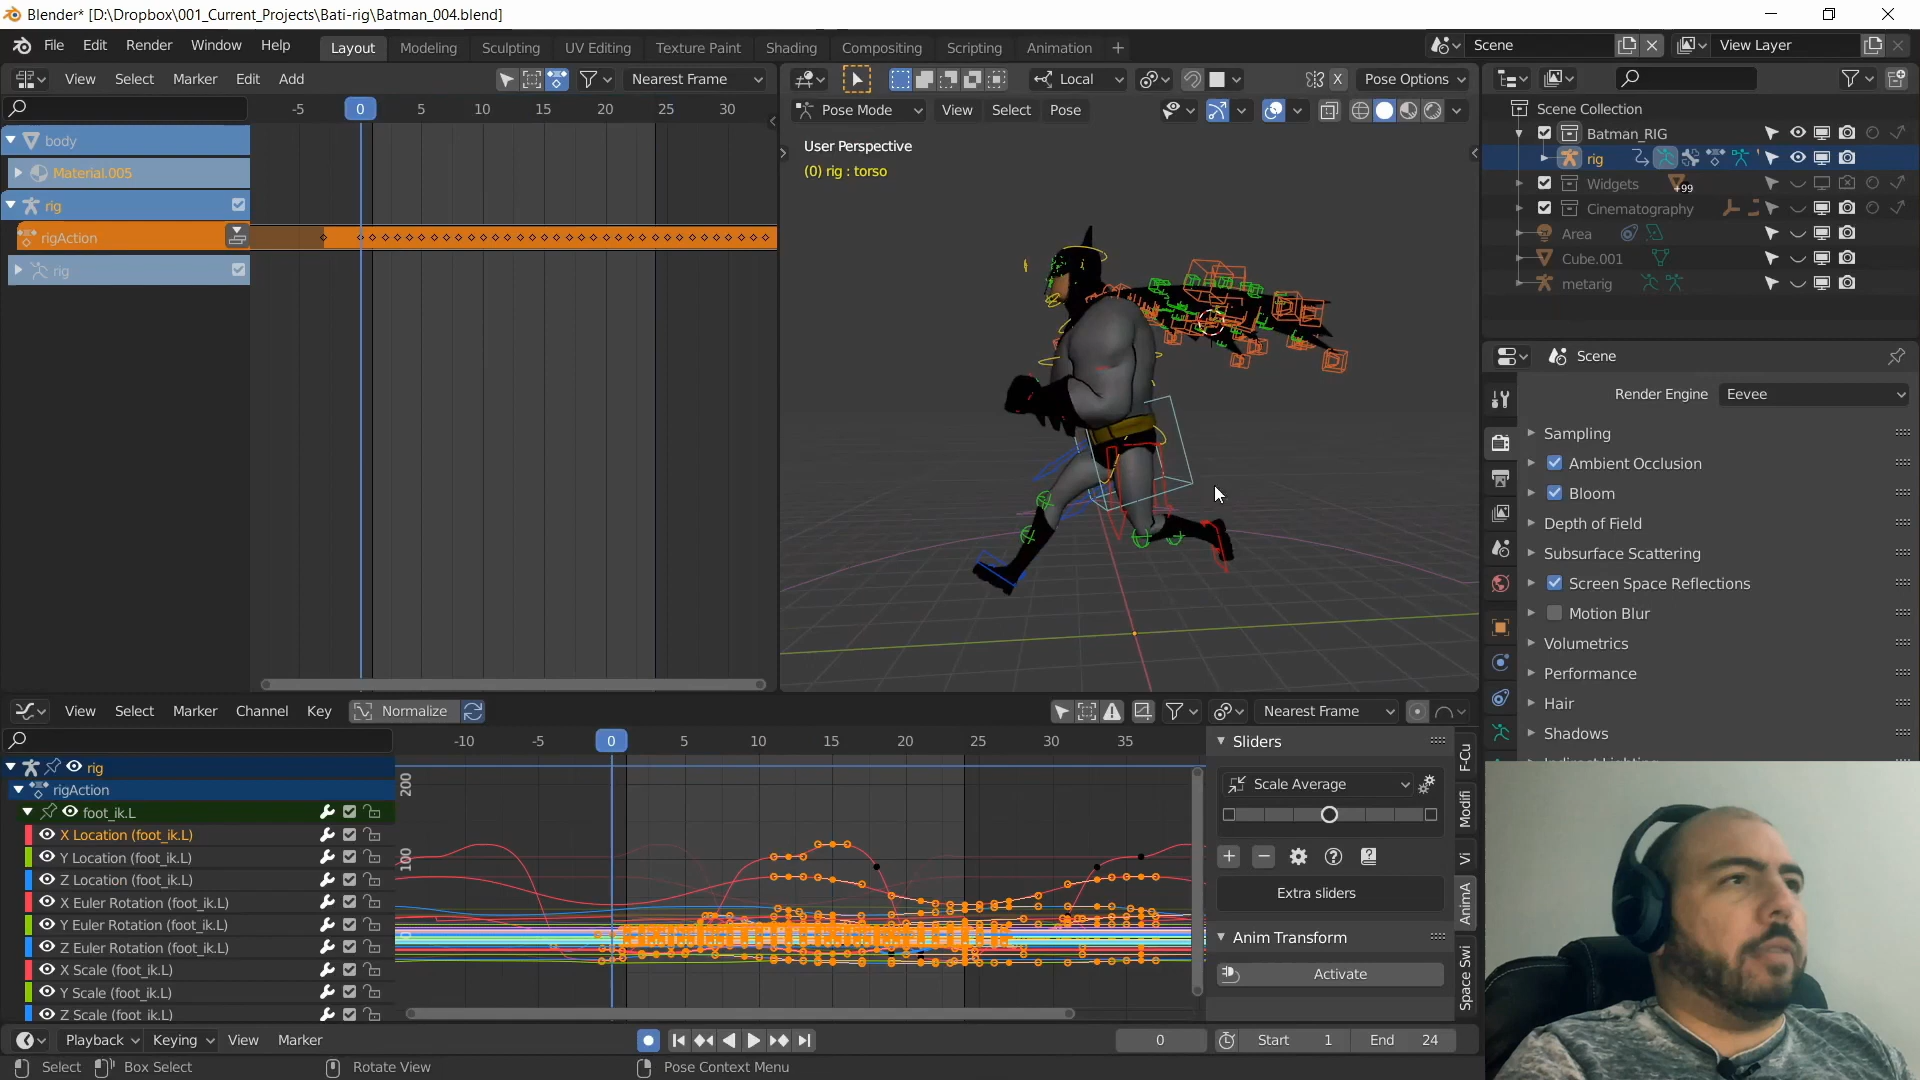 Blender* [D:\Dropbox\001_Current_Projects\Bati-rig\Batman_004.blend]
File Edit Render Window Help Layout Modeling Sculpting UV Editing Texture Paint Shading Compositing Scripting Animation + Scene View Layer
View Select Marker Edit Add Nearest Frame Local X Pose Options
-5 0 5 10 15 20 25 30
Pose Mode View Select Pose
body
Material.005
rig
rigAction
rig
User Perspective
(0) rig : torso
Scene Collection
Batman_RIG
rig
Widgets +99
Cinematography
Area
Cube.001
metarig
Scene
Render Engine Eevee
Sampling
Ambient Occlusion
Bloom
Depth of Field
Subsurface Scattering
Screen Space Reflections
Motion Blur
Volumetrics
Performance
Hair
Shadows
View Select Marker Channel Key Normalize Nearest Frame
-10 -5 0 5 10 15 20 25 30 35
200
100
0
rig
rigAction
foot_ik.L
X Location (foot_ik.L)
Y Location (foot_ik.L)
Z Location (foot_ik.L)
X Euler Rotation (foot_ik.L)
Y Euler Rotation (foot_ik.L)
Z Euler Rotation (foot_ik.L)
X Scale (foot_ik.L)
Y Scale (foot_ik.L)
Z Scale (foot_ik.L)
Sliders
Scale Average
Extra sliders
Anim Transform
Activate
F-Cu
Modifi
Vi
AnimA
Space Swi
Playback Keying View Marker 0 Start 1 End 24
Select Box Select Rotate View Pose Context Menu